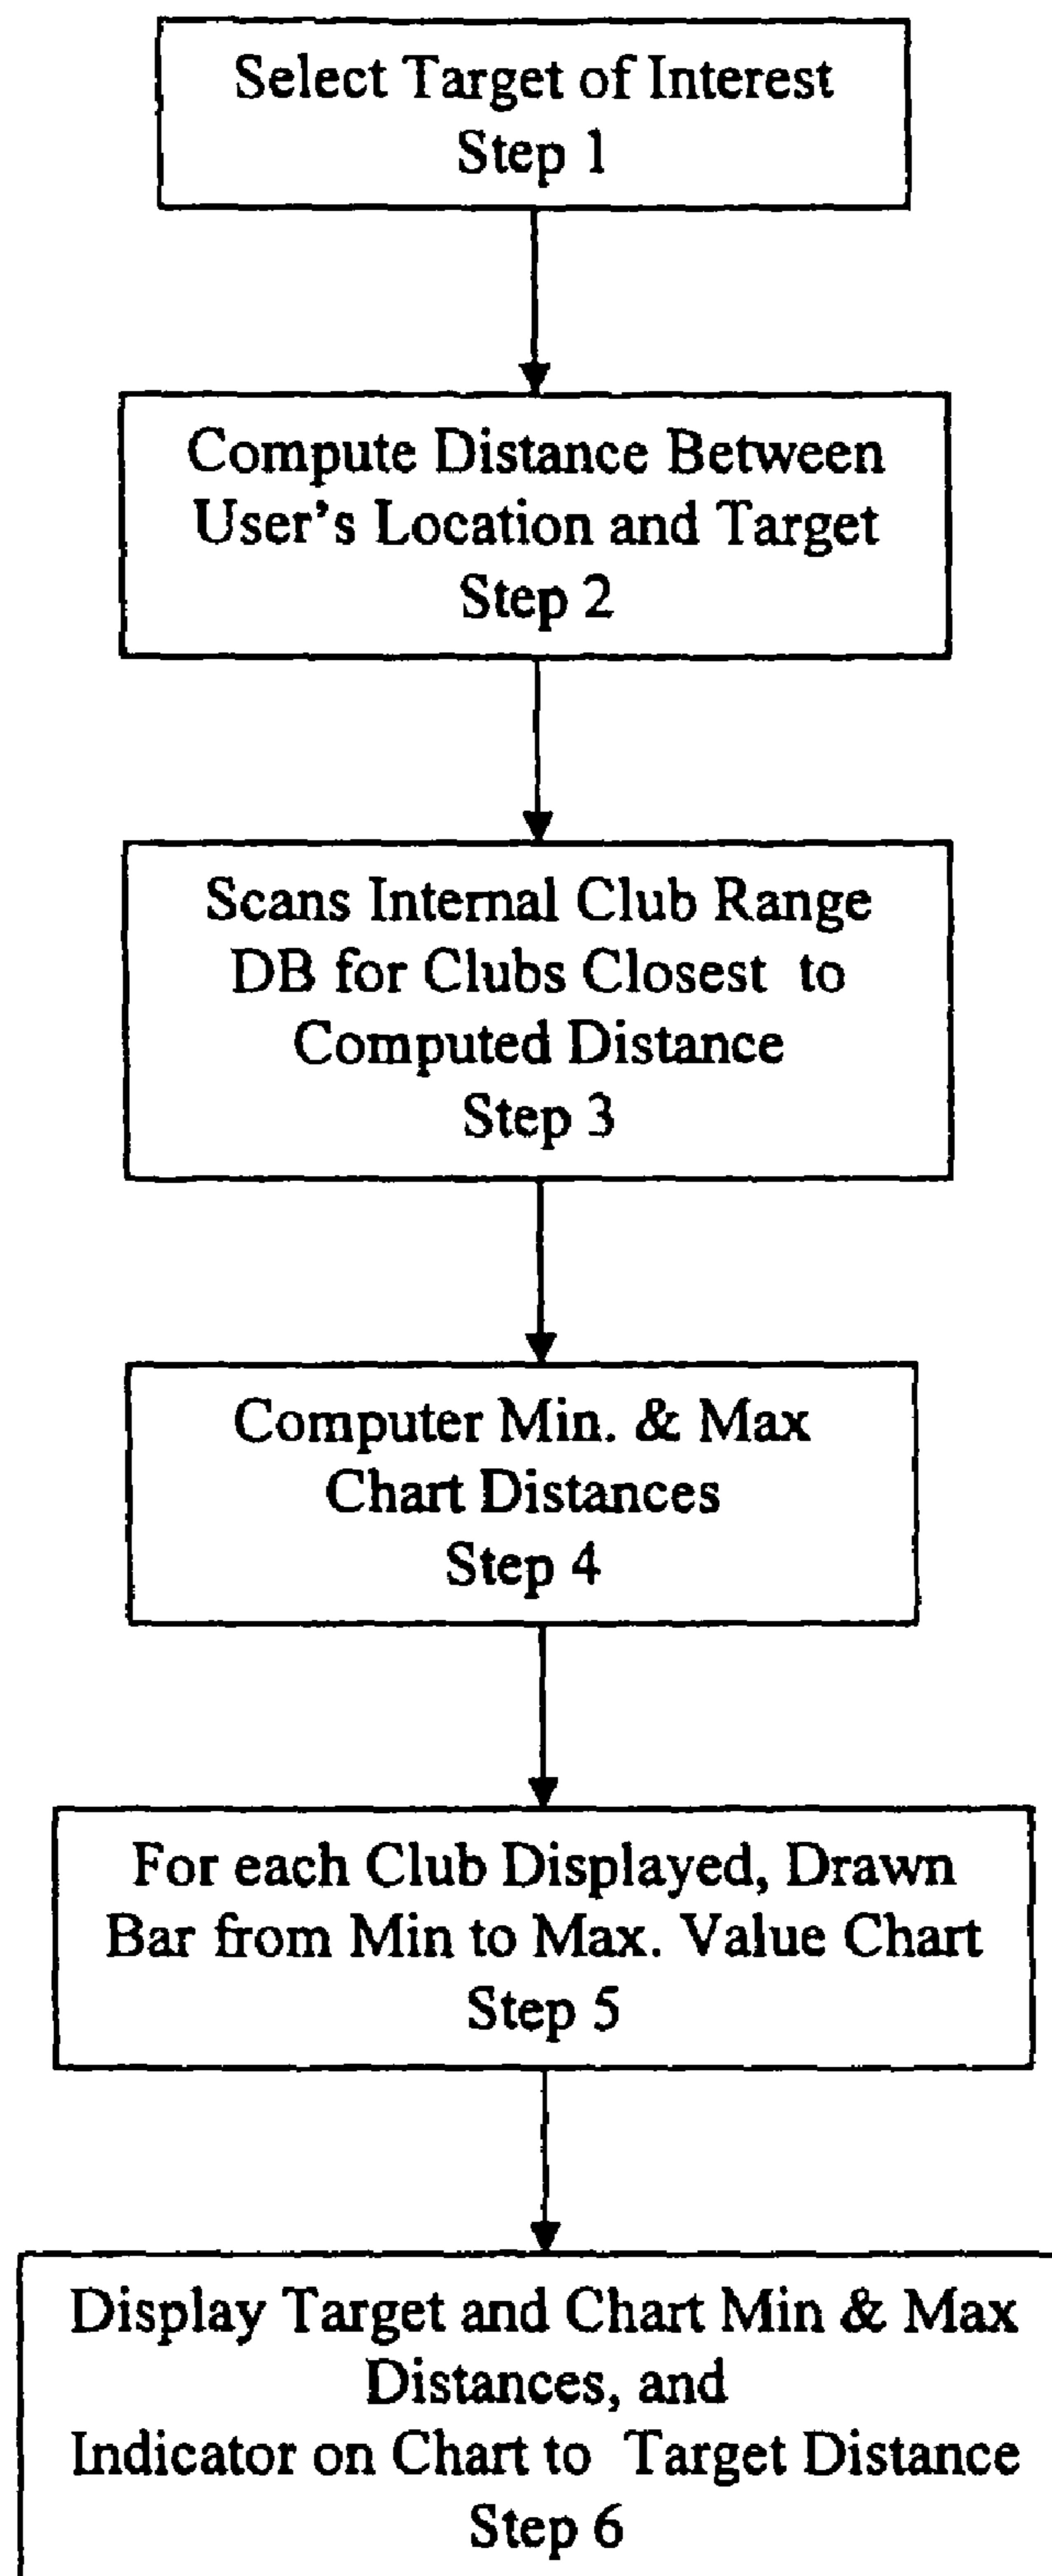 Select Target of Interest
Step 1
Compute Distance Between
User's Location and Target
Step 2
Scans Internal Club Range
DB for Clubs Closest to
Computed Distance
Step 3
Computer Min. & Max
Chart Distances
Step 4
For each Club Displayed, Drawn
Bar from Min to Max. Value Chart
Step 5
Display Target and Chart Min & Max
Distances, and
Indicator on Chart to Target Distance
Step 6